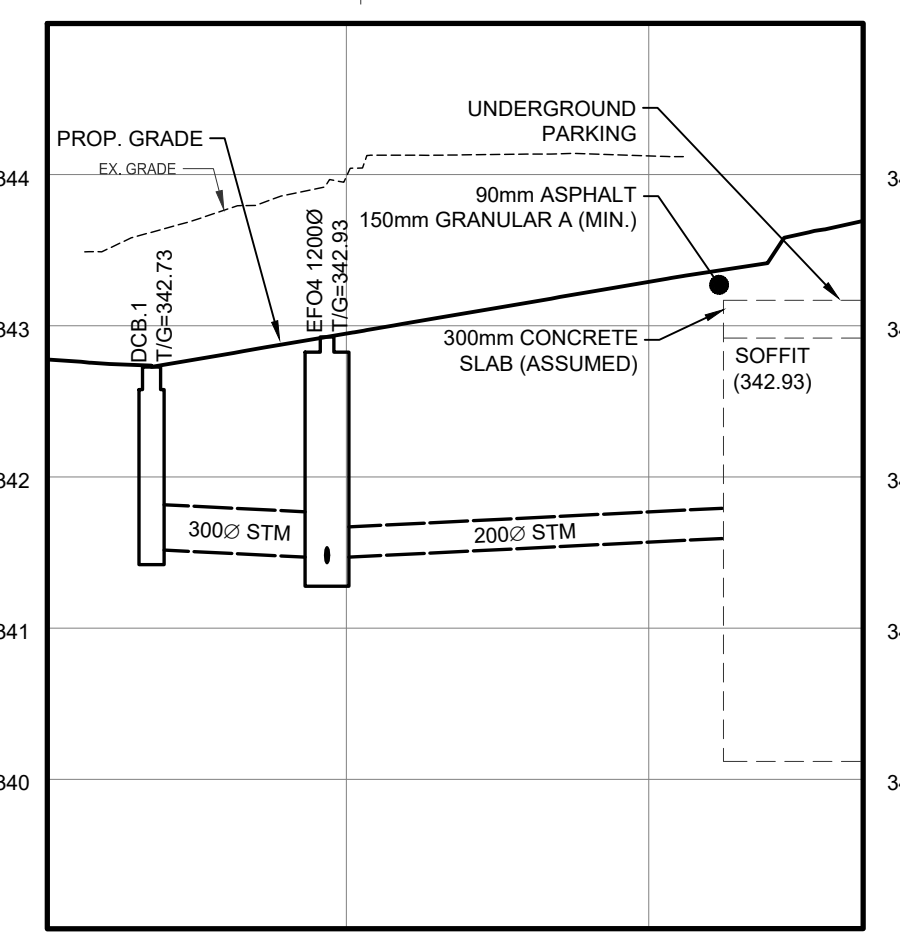 UNDERGROUND
PARKING
PROP. GRADE
EX. GRADE
344
90mm ASPHALT
150mm GRANULAR A (MIN.)
DCB.1
T/G=342.73
EFO4 1200Ø
T/G=342.93
343
300mm CONCRETE
SLAB (ASSUMED)
SOFFIT
(342.93)
342
300Ø STM
200Ø STM
341
340